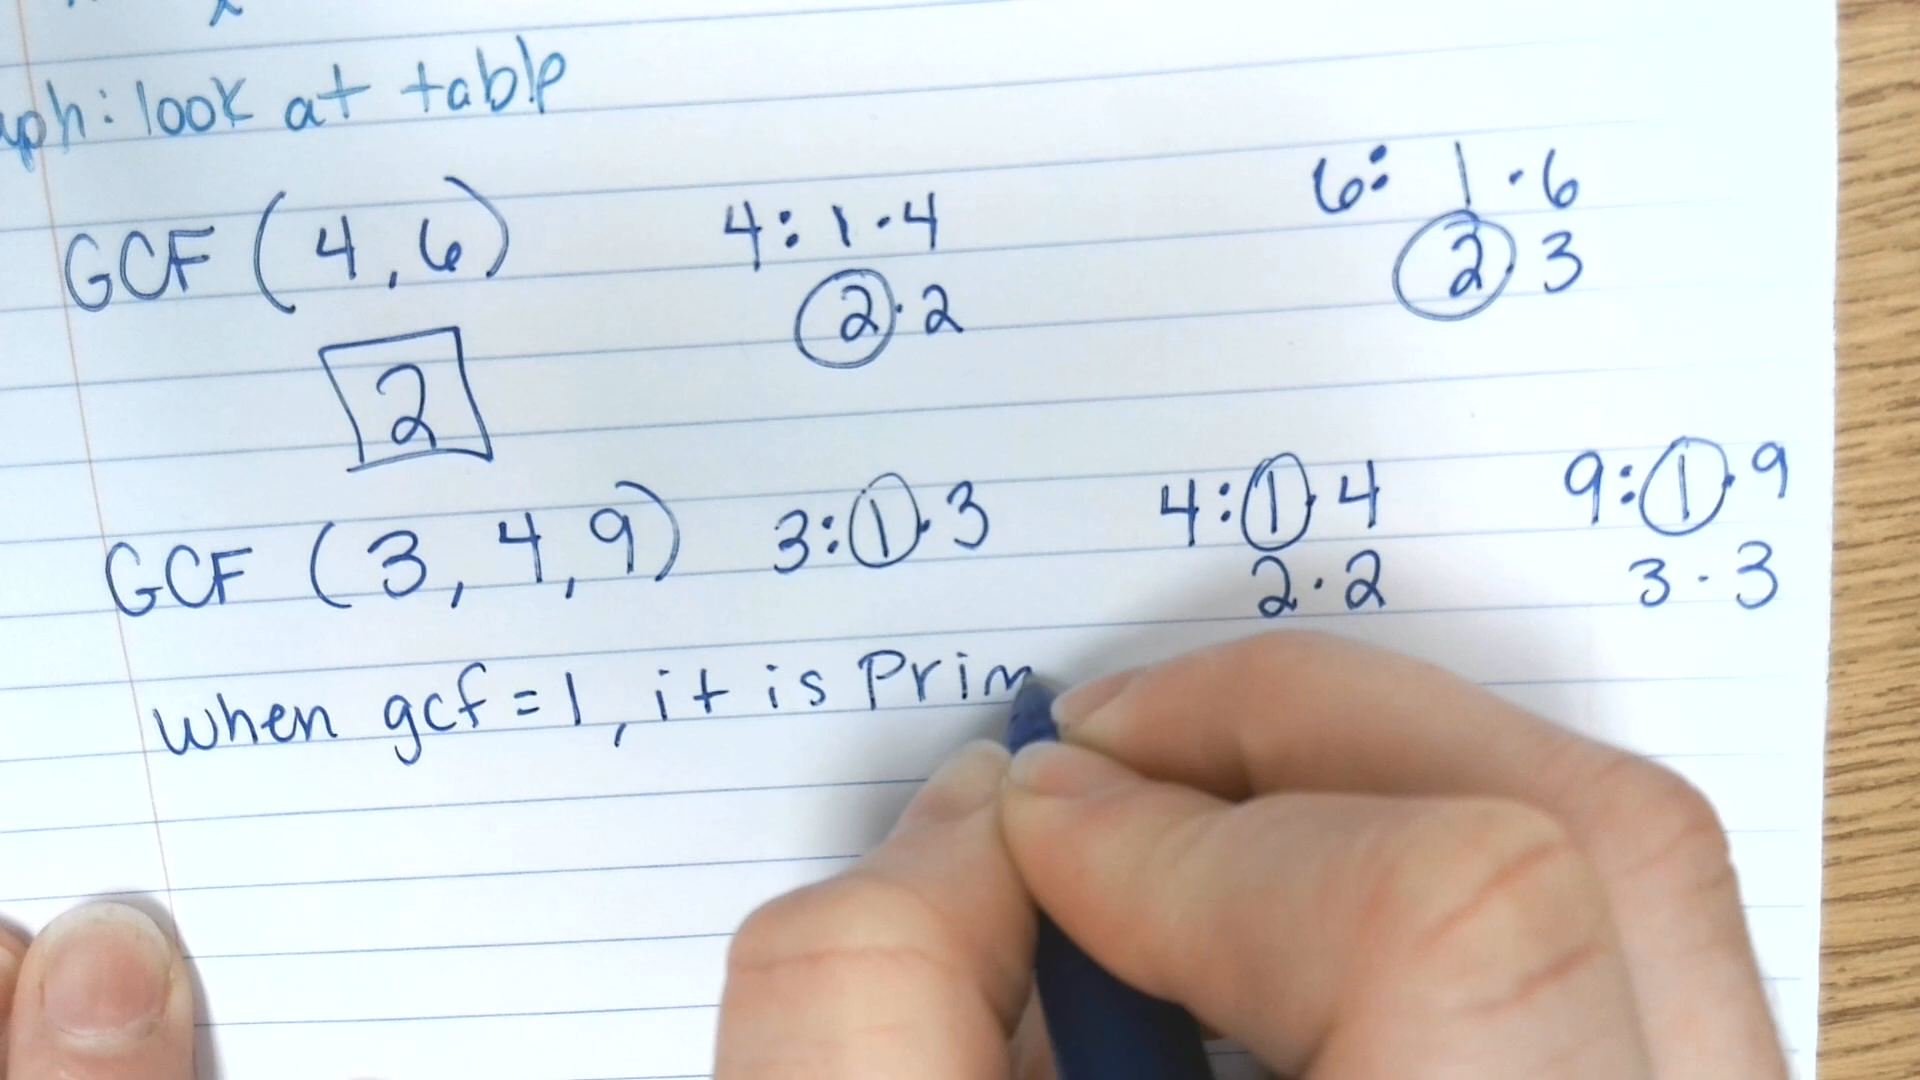 look at table
GCF (4,6) 4: 1·4 6: 1·6
2·2 2·3
2
GCF (3, 4, 9) 3: 1·3 4: 1·4 9: 1·9
2·2 3·3
when gcf = 1, it is Prim